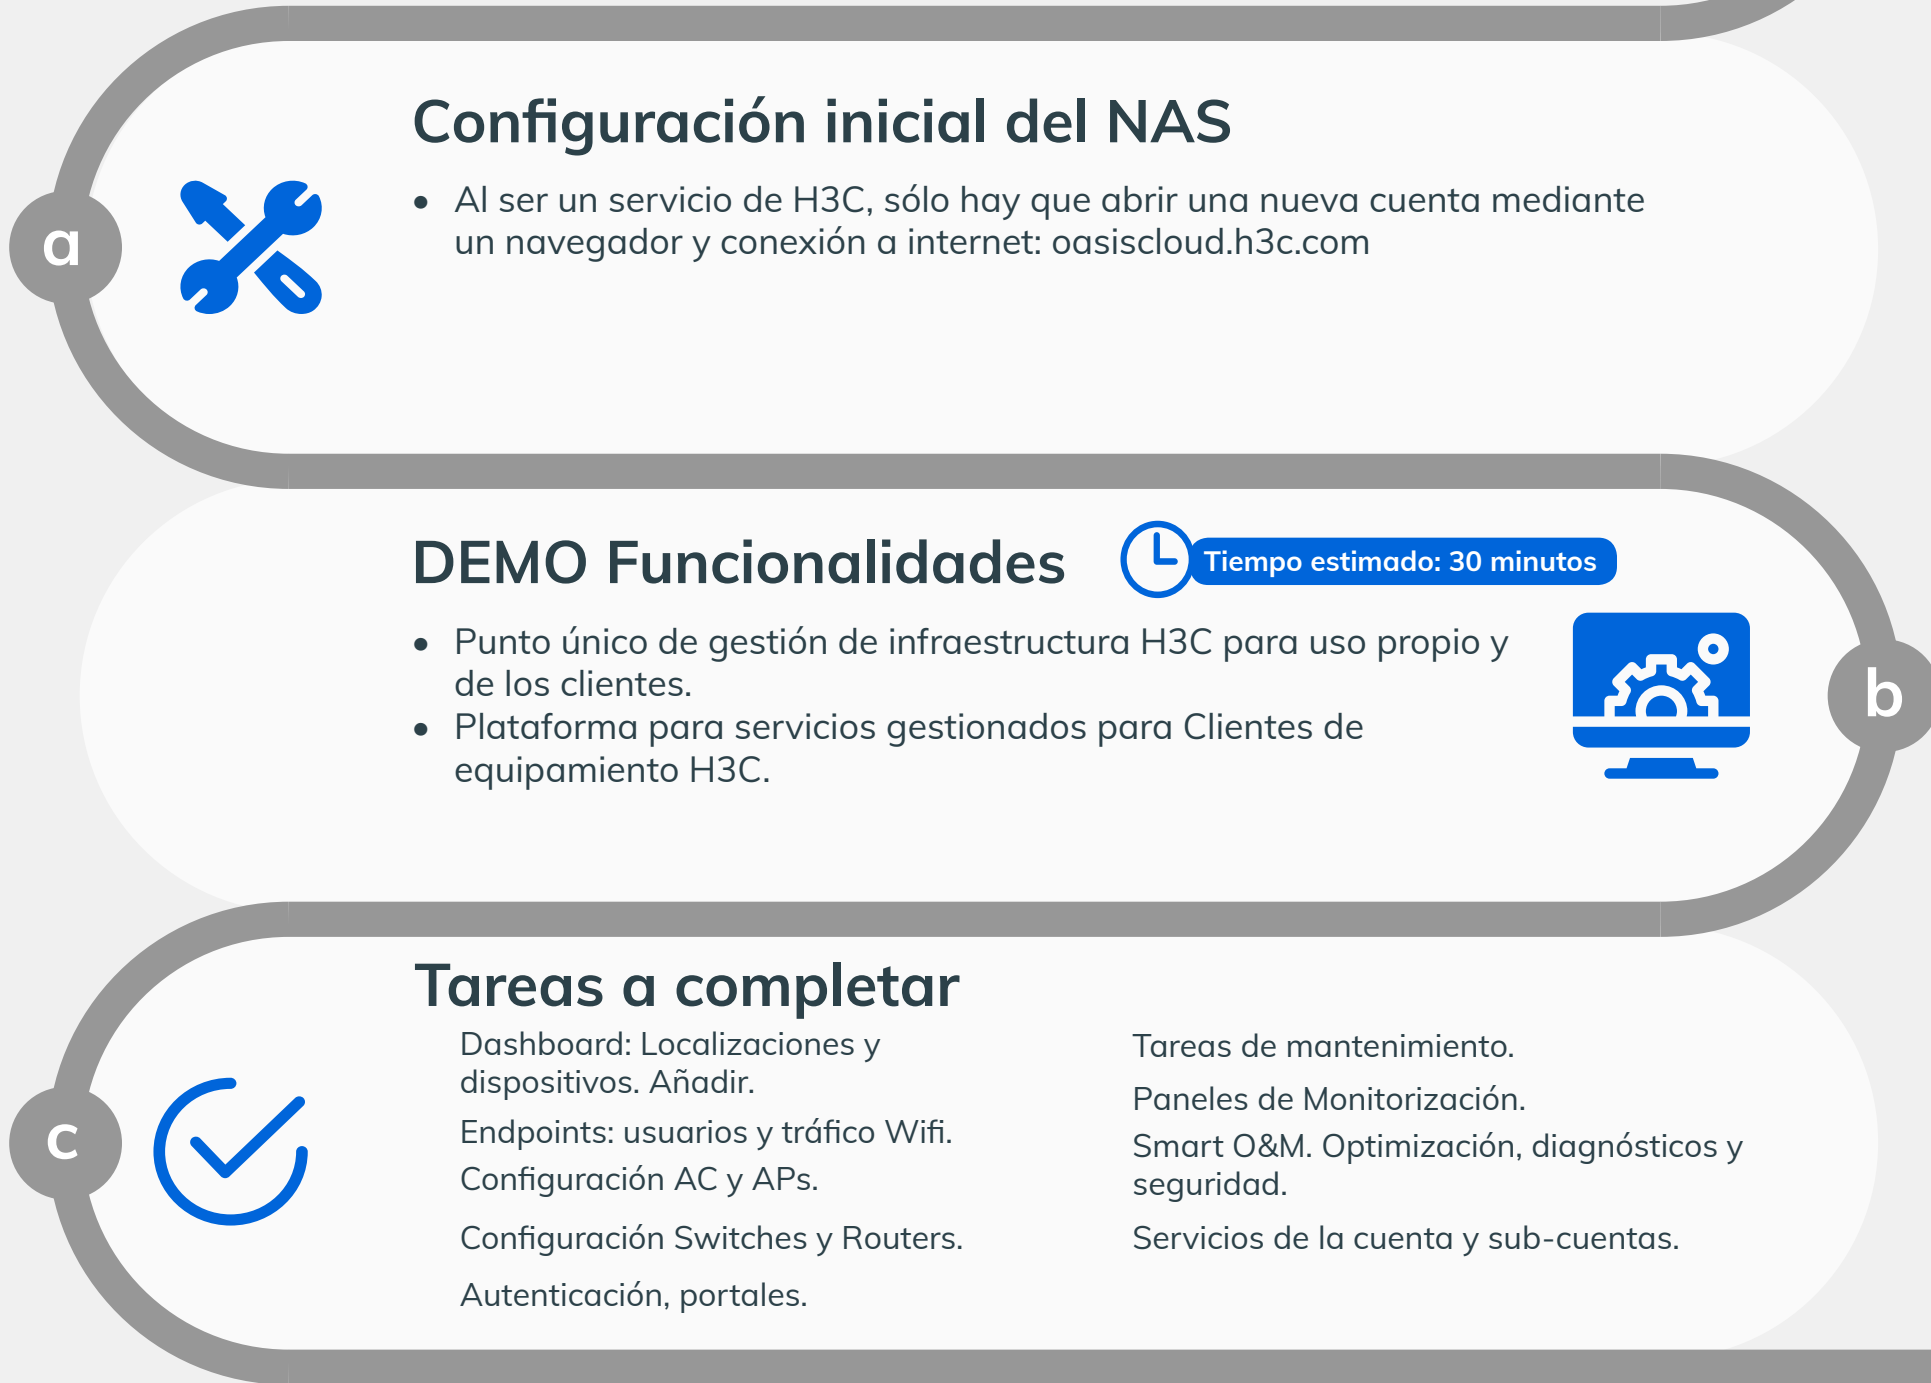 a
Configuración inicial del NAS
• Al ser un servicio de H3C, sólo hay que abrir una nueva cuenta mediante
un navegador y conexión a internet: oasiscloud.h3c.com
DEMO Funcionalidades
Tiempo estimado: 30 minutos
• Punto único de gestión de infraestructura H3C para uso propio y
de los clientes.
• Plataforma para servicios gestionados para Clientes de
equipamiento H3C.
b
c
Tareas a completar
Dashboard: Localizaciones y
dispositivos. Añadir.
Endpoints: usuarios y tráfico Wifi.
Configuración AC y APs.
Configuración Switches y Routers.
Autenticación, portales.
Tareas de mantenimiento.
Paneles de Monitorización.
Smart O&M. Optimización, diagnósticos y
seguridad.
Servicios de la cuenta y sub-cuentas.